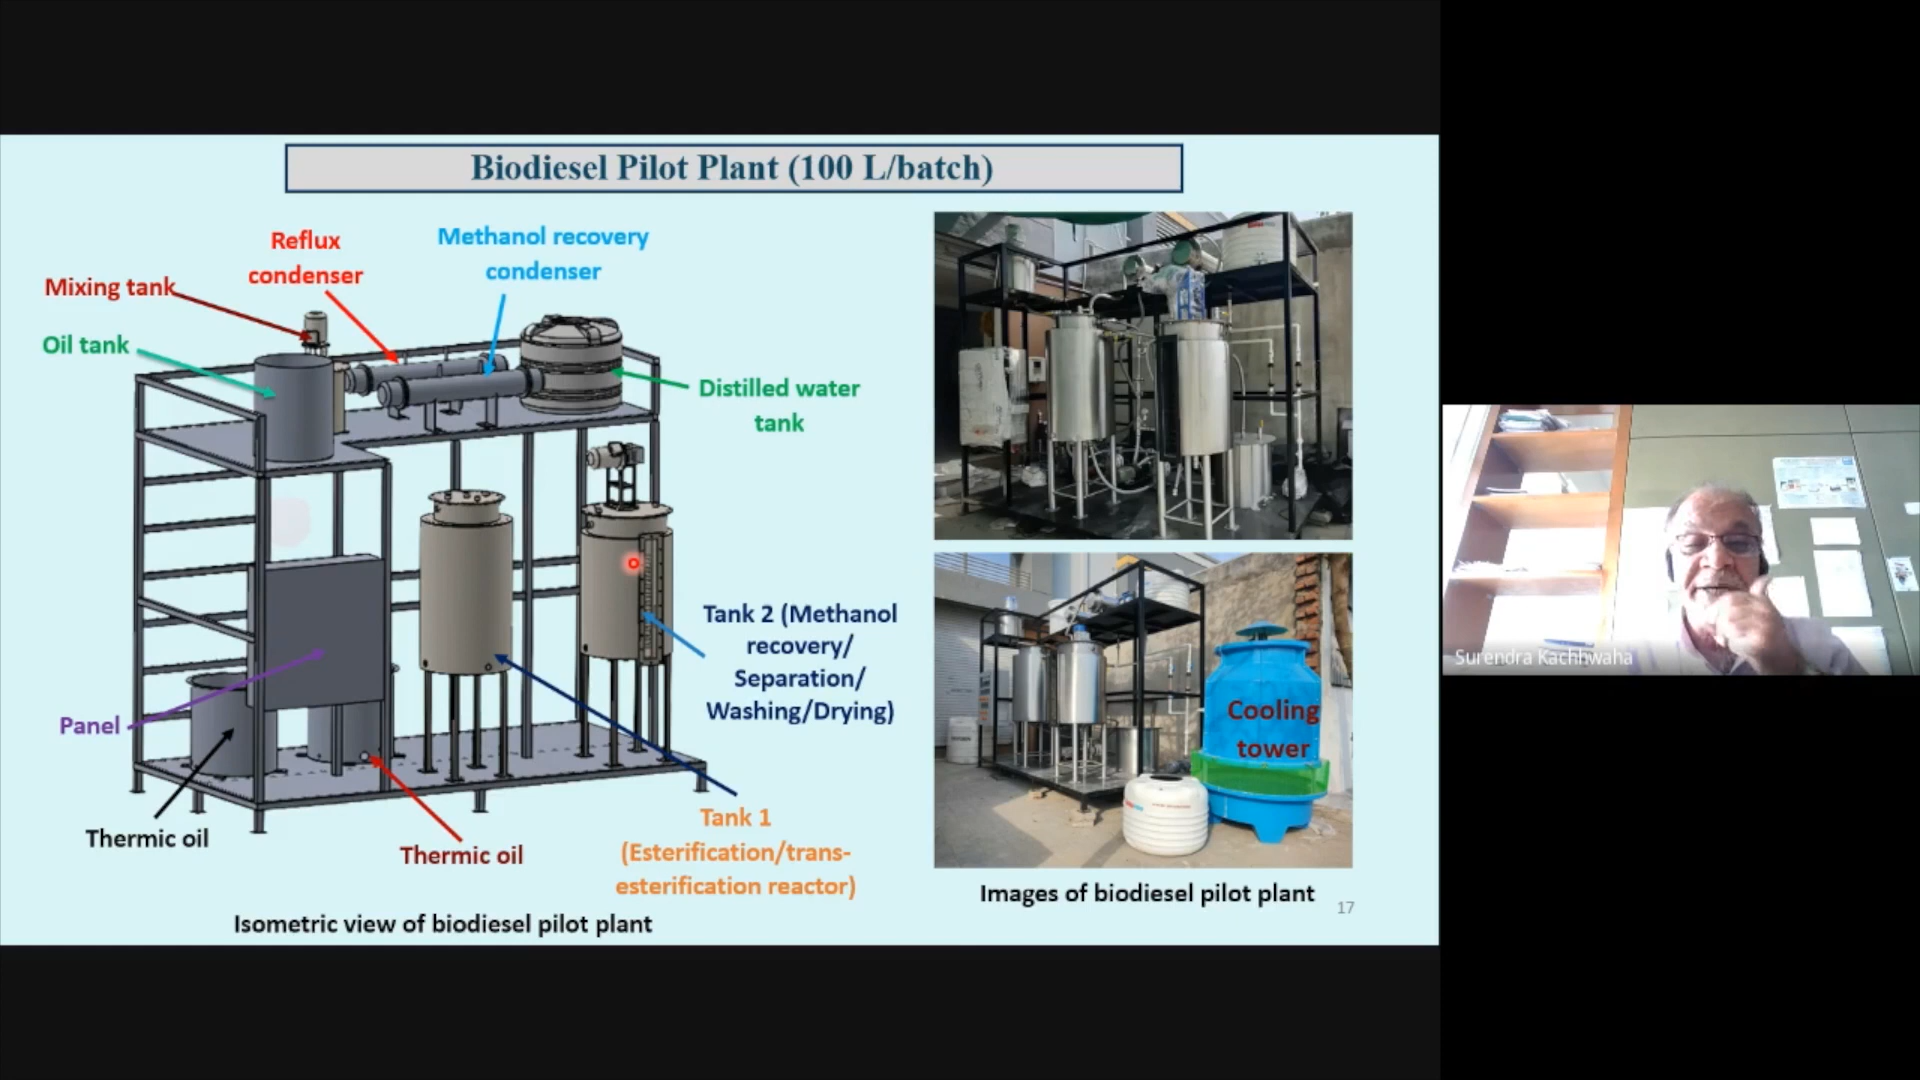 Biodiesel Pilot Plant (100 L/batch)
Reflux
condenser
Methanol recovery
condenser
Mixing tank
Oil tank
Distilled water
tank
Tank 2 (Methanol
recovery/
Separation/
Washing/Drying)
Panel
Thermic oil
Thermic oil
Tank 1
(Esterification/trans-
esterification reactor)
Isometric view of biodiesel pilot plant
Cooling
tower
Images of biodiesel pilot plant
17
Surendra Kachhwaha